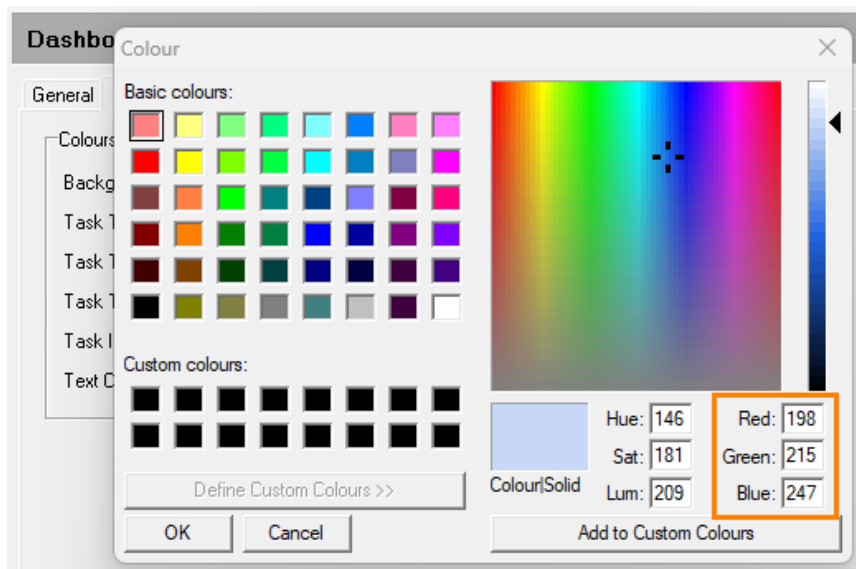 Dashbo
Colour
General
Basic colours:
Colours
Backg
Task T
Task T
Task T
Task I
Text C
Custom colours:
Define Custom Colours >>
OK
Cancel
Colour|Solid
Hue: 146
Sat: 181
Lum: 209
Red: 198
Green: 215
Blue: 247
Add to Custom Colours